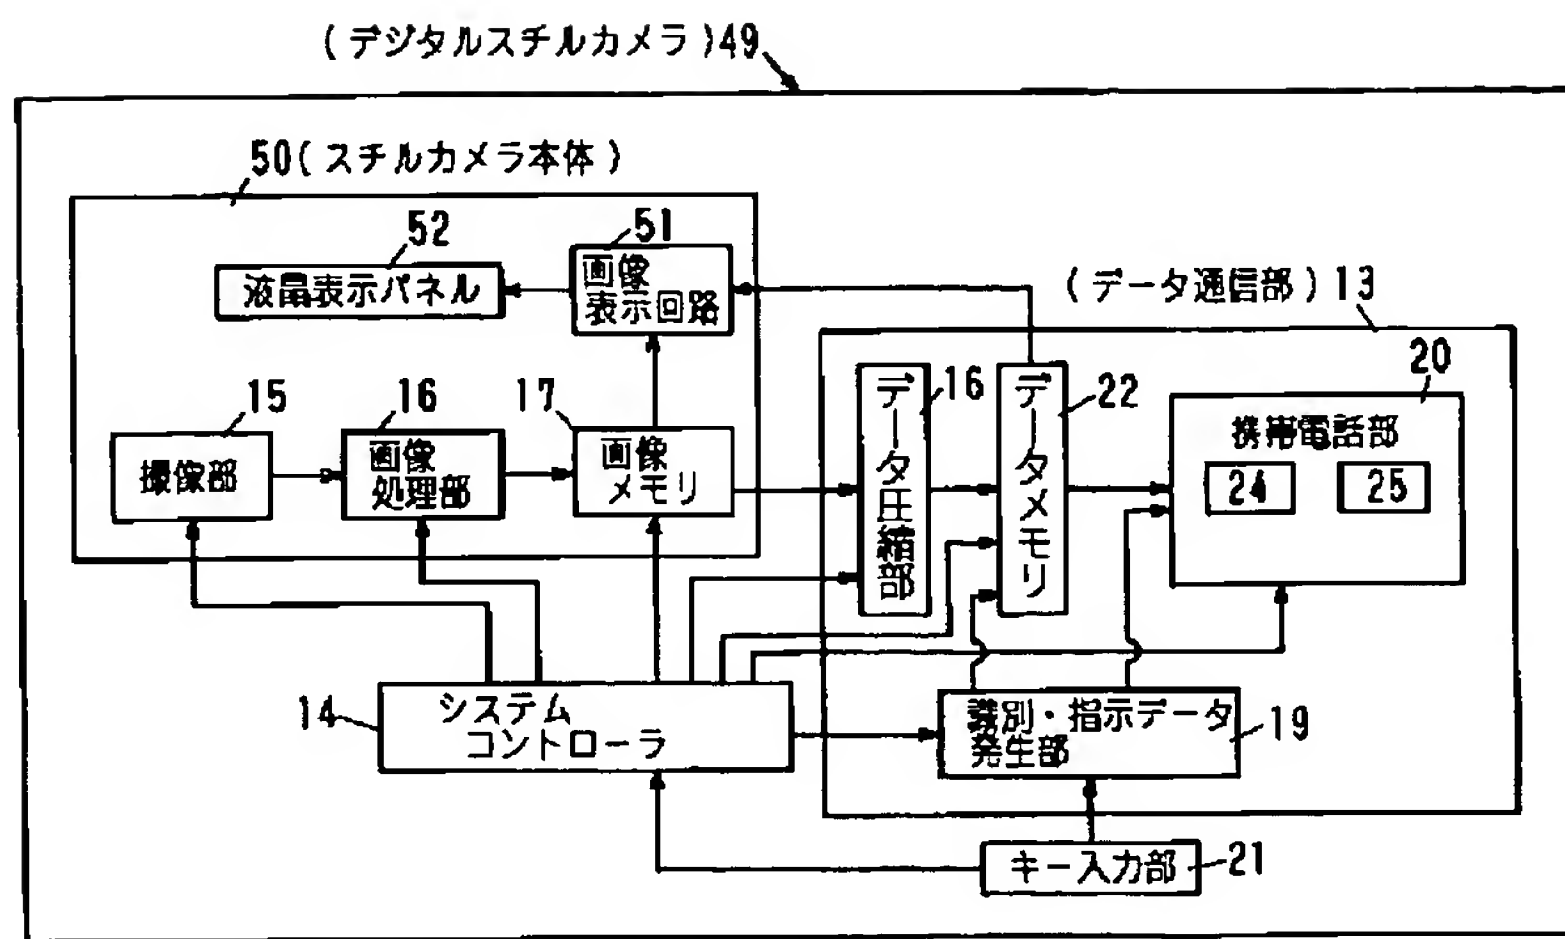 (デジタルスチルカメラ)49
50(スチルカメラ本体)
52
51
液晶表示パネル
画像
表示回路
(データ通信部)13
15
16
17
16
22
20
撮像部
画像
処理部
画像
メモリ
データ圧縮部
データメモリ
携帯電話部
24
25
14
システム
コントローラ
識別・指示データ
発生部
19
キー入力部
21